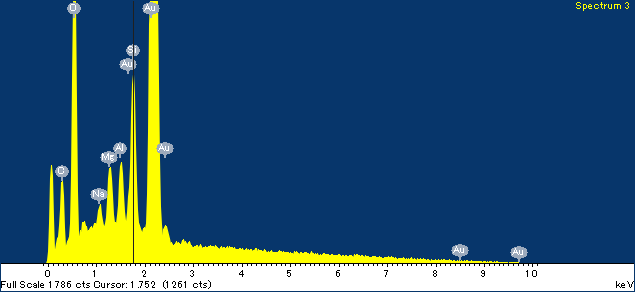 Spectrum 3
O
Au
Si
Au
Al
Au
Mg
C
Na
Au
Au
0 1 2 3 4 5 6 7 8 9 10
Full Scale 1786 cts Cursor: 1.752 (1261 cts) keV